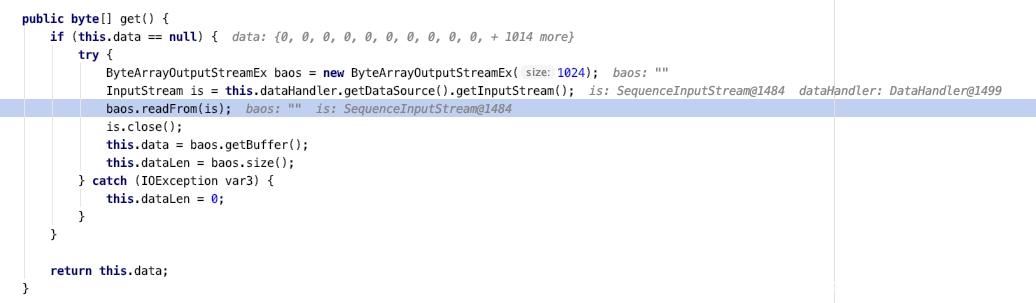 public byte[] get() {
if (this.data == null) { data: {0, 0, 0, 0, 0, 0, 0, 0, 0, 0, + 1014 more}
try {
ByteArrayOutputStreamEx baos = new ByteArrayOutputStreamEx( size: 1024); baos: ""
InputStream is = this.dataHandler.getDataSource().getInputStream(); is: SequenceInputStream@1484 dataHandler: DataHandler@1499
baos.readFrom(is); baos: "" is: SequenceInputStream@1484
is.close();
this.data = baos.getBuffer();
this.dataLen = baos.size();
} catch (IOException var3) {
this.dataLen = 0;
}
}
return this.data;
}